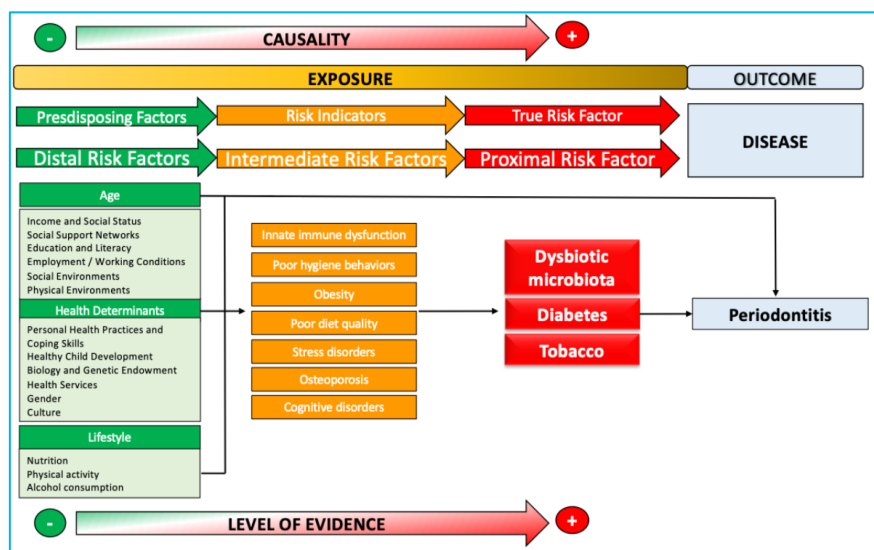 -
CAUSALITY
+
EXPOSURE
OUTCOME
Presdisposing Factors
Risk Indicators
True Risk Factor
DISEASE
Distal Risk Factors
Intermediate Risk Factors
Proximal Risk Factor
Age
Income and Social Status
Social Support Networks
Education and Literacy
Employment / Working Conditions
Social Environments
Physical Environments
Health Determinants
Personal Health Practices and
Coping Skills
Healthy Child Development
Biology and Genetic Endowment
Health Services
Gender
Culture
Lifestyle
Nutrition
Physical activity
Alcohol consumption
Innate immune dysfunction
Poor hygiene behaviors
Obesity
Poor diet quality
Stress disorders
Osteoporosis
Cognitive disorders
Dysbiotic
microbiota
Diabetes
Tobacco
Periodontitis
-
LEVEL OF EVIDENCE
+